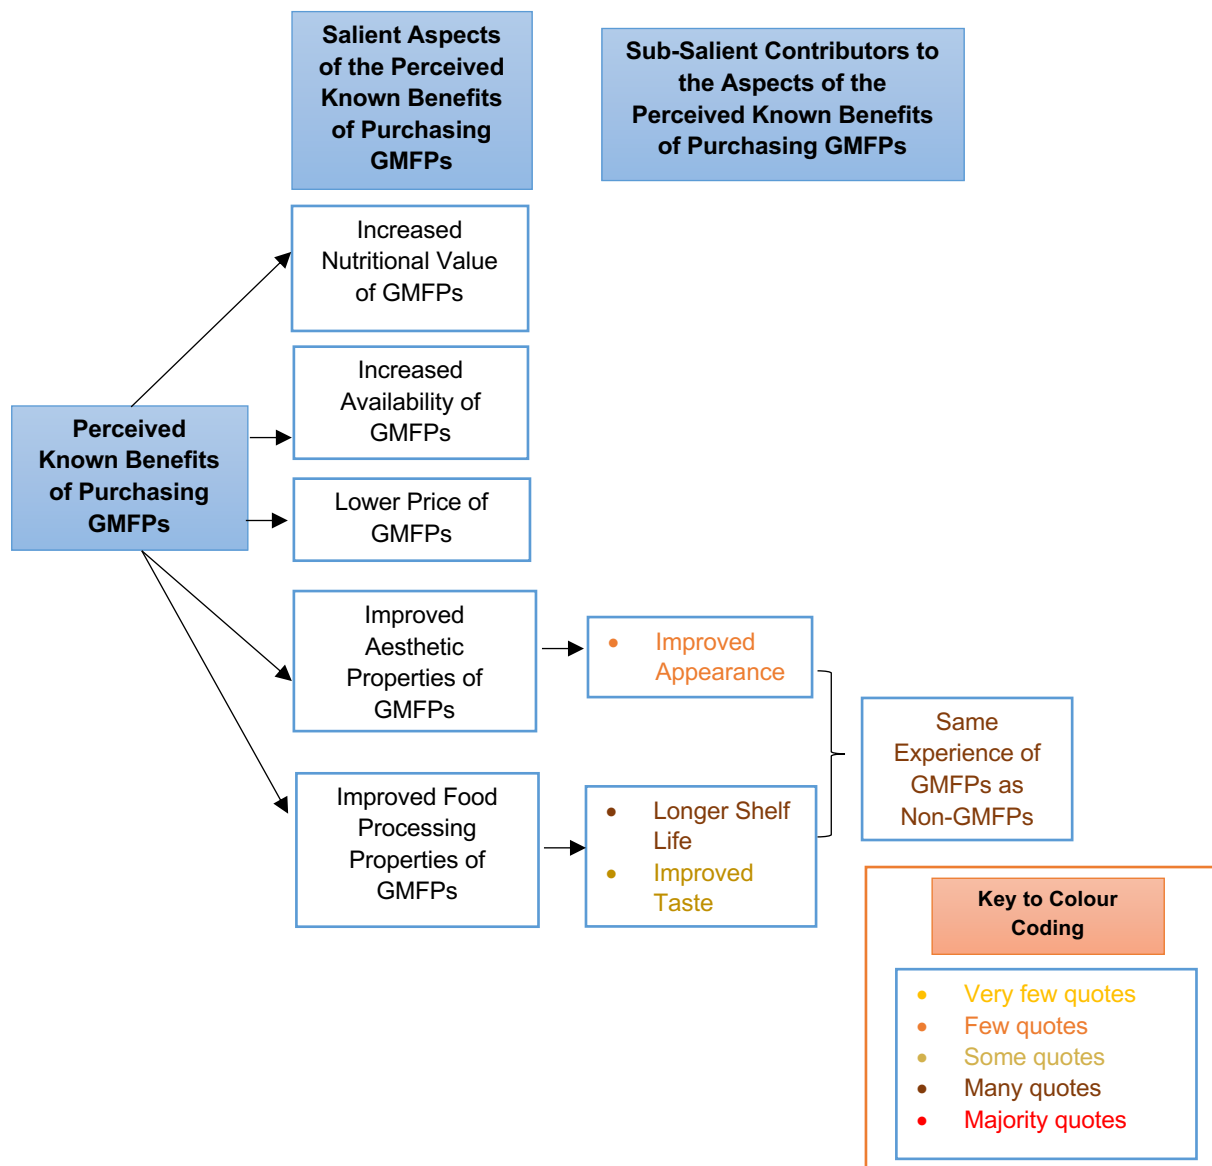 Salient Aspects
of the Perceived
Known Benefits
of Purchasing
GMFPs
Sub-Salient Contributors to
the Aspects of the
Perceived Known Benefits
of Purchasing GMFPs
Increased
Nutritional Value
of GMFPs
Increased
Availability of
GMFPs
Perceived
Known Benefits
of Purchasing
GMFPs
Lower Price of
GMFPs
Improved
Aesthetic
Properties of
GMFPs
• Improved
Appearance
Same
Experience of
GMFPs as
Non-GMFPs
Improved Food
Processing
Properties of
GMFPs
• Longer Shelf
Life
• Improved
Taste
Key to Colour
Coding
• Very few quotes
• Few quotes
• Some quotes
• Many quotes
• Majority quotes